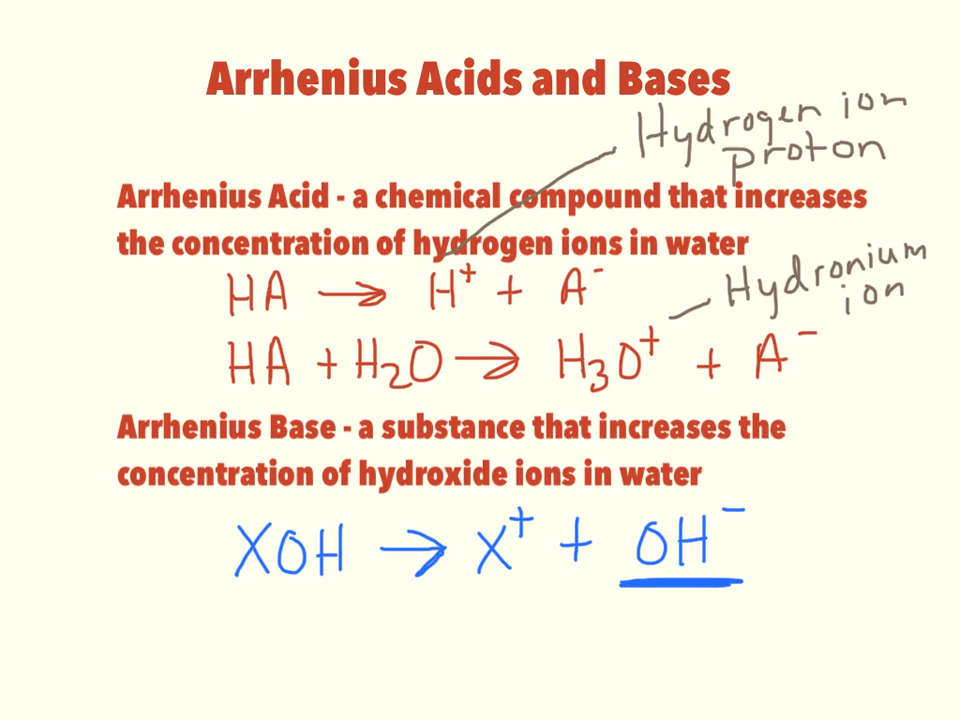 Arrhenius Acids and Bases
Hydrogen ion
proton
Arrhenius Acid - a chemical compound that increases
the concentration of hydrogen ions in water
HA → H⁺ + A⁻
Hydronium
ion
HA + H₂O → H₃O⁺ + A⁻
Arrhenius Base - a substance that increases the
concentration of hydroxide ions in water
XOH → X⁺ + OH⁻